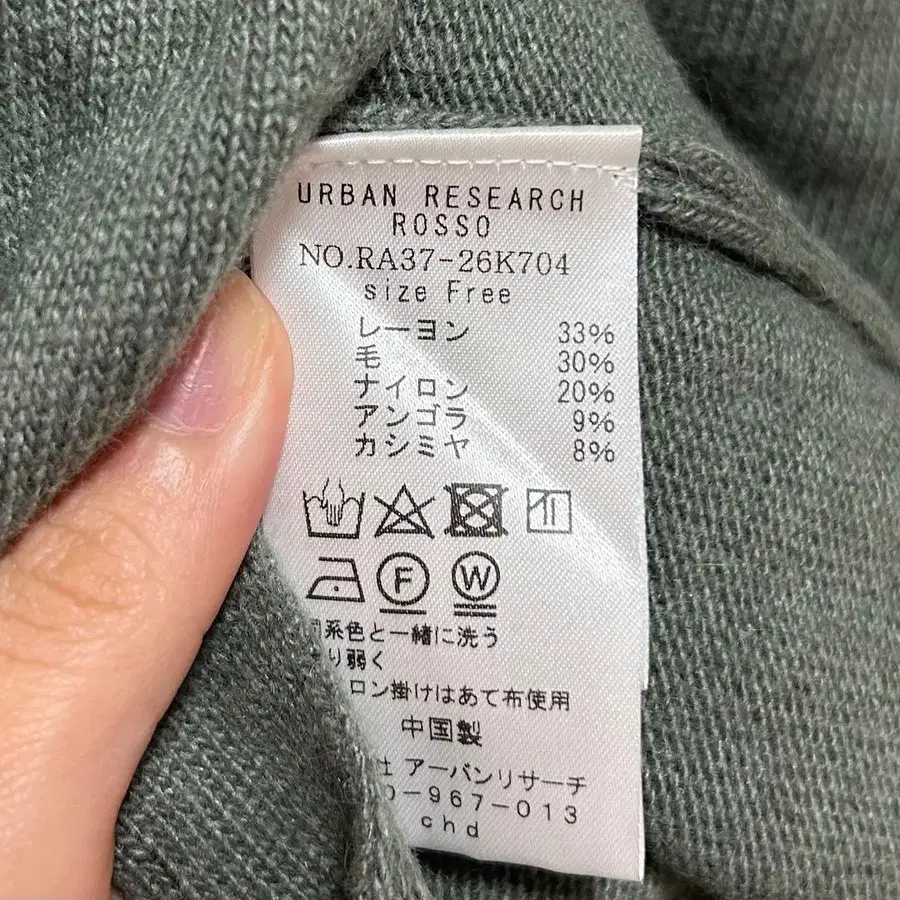 URBAN RESEARCH
ROSSO
NO.RA37-26K704
size Free
レーヨン 33%
毛 30%
ナイロン 20%
アンゴラ 9%
カシミヤ 8%
F W
系色と一緒に洗う
り弱く
ロン掛けはあて布使用
中国製
アーバンリサーチ
0-967-013
chd